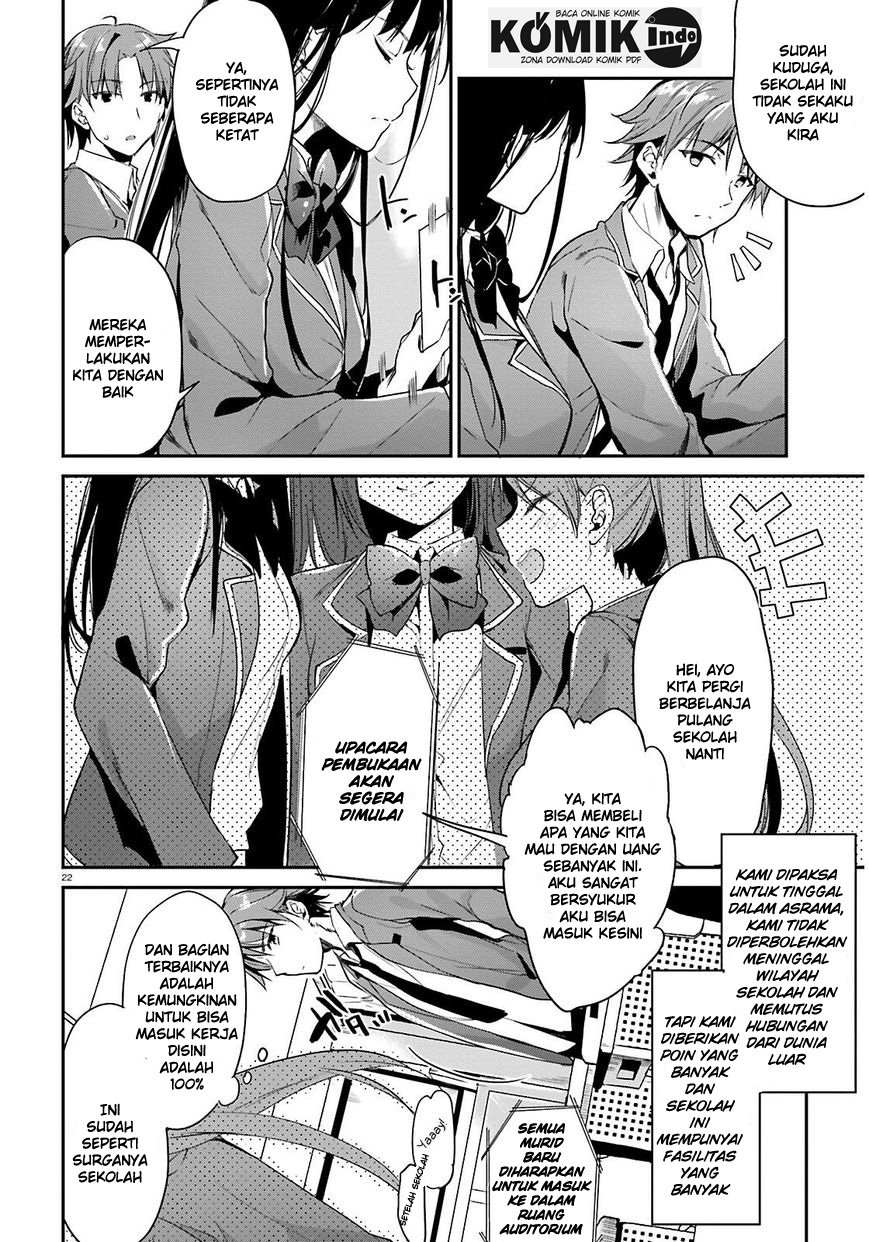 BACA ONLINE KOMIK
KOMIK Indo
ZONA DOWNLOAD KOMIK PDF
SUDAH
KUDUGA,
SEKOLAH INI
TIDAK SEKAKU
YANG AKU
KIRA
YA,
SEPERTINYA
TIDAK
SEBERAPA
KETAT
MEREKA
MEMPER-
LAKUKAN
KITA DENGAN
BAIK
HEI, AYO
KITA PERGI
BERBELANJA
PULANG
SEKOLAH
NANTI
UPACARA
PEMBUKAAN
AKAN
SEGERA
DIMULAI
YA, KITA
BISA MEMBELI
APA YANG KITA
MAU DENGAN UANG
SEBANYAK INI.
AKU SANGAT
BERSYUKUR
AKU BISA
MASUK KESINI
22
KAMI DIPAKSA
UNTUK TINGGAL
DALAM ASRAMA,
KAMI TIDAK
DIPERBOLEHKAN
MENINGGAL
WILAYAH
SEKOLAH DAN
MEMUTUS
HUBUNGAN
DARI DUNIA
LUAR
TAPI KAMI
DIBERIKAN
POIN YANG
BANYAK
DAN
SEKOLAH INI
MEMPUNYAI
FASILITAS
YANG
BANYAK
DAN BAGIAN
TERBAIKNYA
ADALAH
KEMUNGKINAN
UNTUK BISA
MASUK KERJA
DISINI
ADALAH
100%
INI
SUDAH
SEPERTI
SURGANYA
SEKOLAH
SETELAH SEKOLAH
Yaaay!
SEMUA
MURID
BARU
DIHARAPKAN
UNTUK MASUK
KE DALAM
RUANG
AUDITORIUM